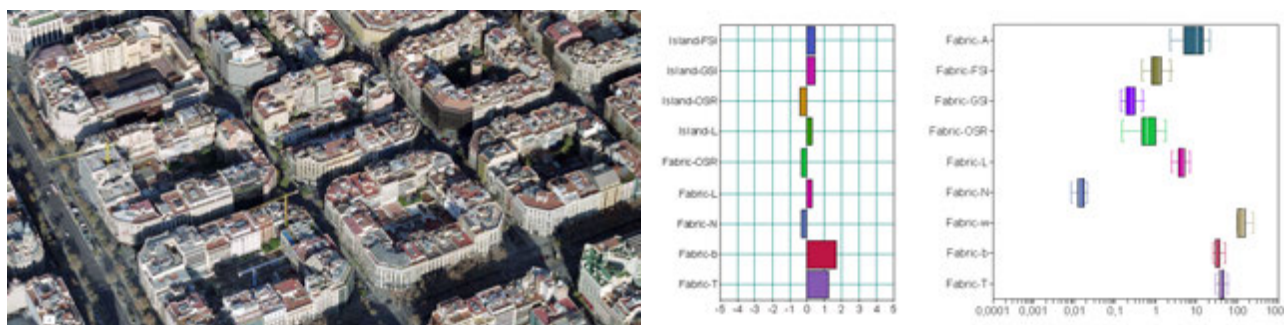 Island-FSI
Island-GSI
Island-OSR
Island-L
Fabric-OSR
Fabric-L
Fabric-N
Fabric-b
Fabric-T
-5 -4 -3 -2 -1 0 1 2 3 4 5
Fabric-A
Fabric-FSI
Fabric-GSI
Fabric-OSR
Fabric-L
Fabric-N
Fabric-w
Fabric-b
Fabric-T
0,0001 0,001 0,01 0,1 1 10 100 1000